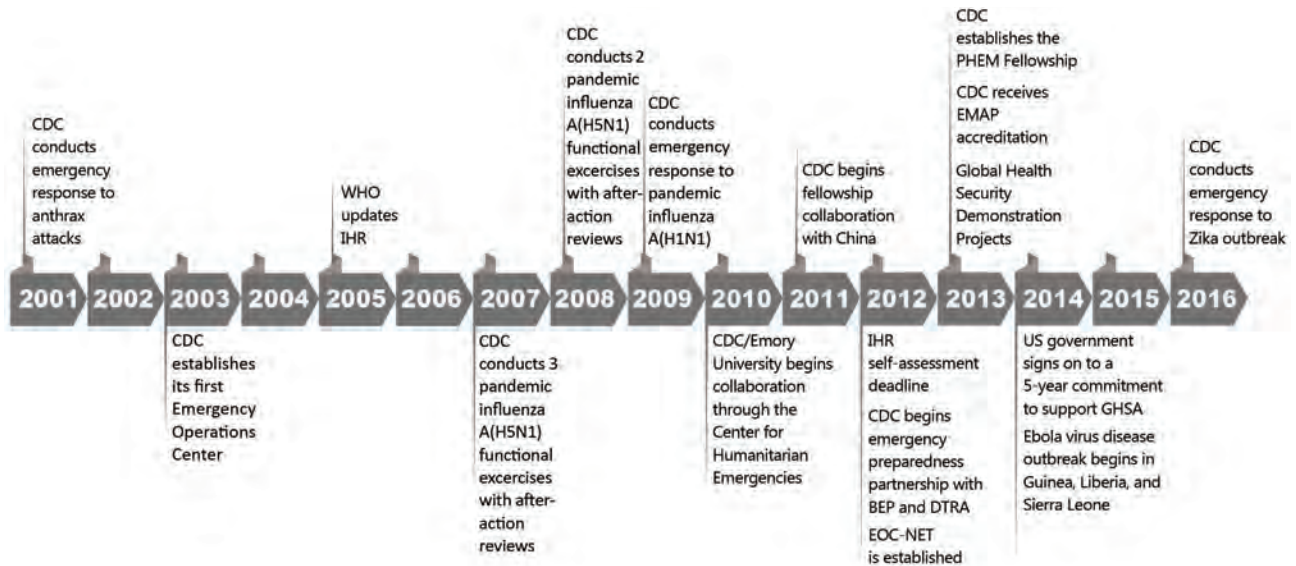 CDC
conducts
emergency
response to
anthrax
attacks
WHO
updates
IHR
CDC
conducts 2
pandemic
influenza
A(H5N1)
functional
excercises
with after-
action
reviews
CDC
conducts
emergency
response to
pandemic
influenza
A(H1N1)
CDC begins
fellowship
collaboration
with China
CDC
establishes the
PHEM Fellowship
CDC receives
EMAP
accreditation
Global Health
Security
Demonstration
Projects
CDC
conducts
emergency
response to
Zika outbreak
2001 2002 2003 2004 2005 2006 2007 2008 2009 2010 2011 2012 2013 2014 2015 2016
CDC
establishes
its first
Emergency
Operations
Center
CDC
conducts 3
pandemic
influenza
A(H5N1)
functional
excercises
with after-
action
reviews
CDC/Emory
University begins
collaboration
through the
Center for
Humanitarian
Emergencies
IHR
self-assessment
deadline
CDC begins
emergency
preparedness
partnership with
BEP and DTRA
EOC-NET
is established
US government
signs on to a
5-year commitment
to support GHSA
Ebola virus disease
outbreak begins in
Guinea, Liberia, and
Sierra Leone